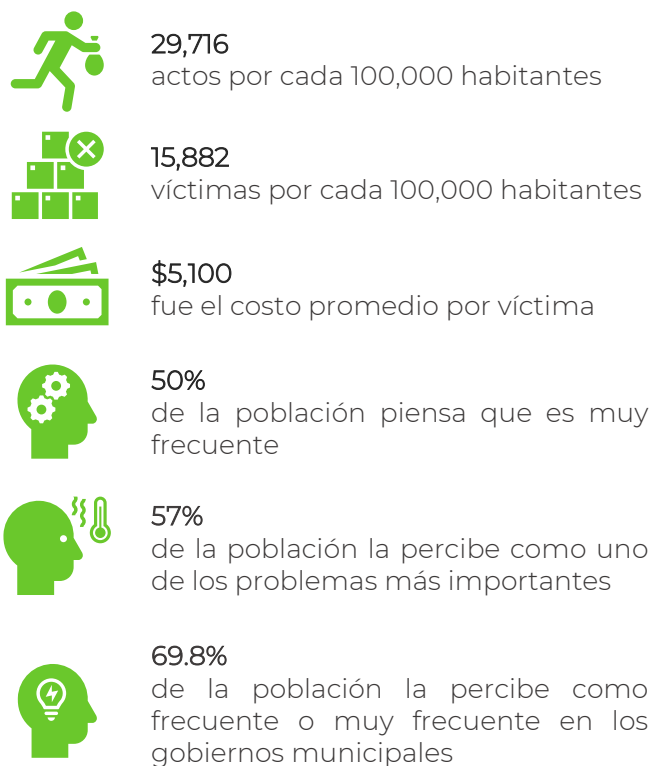 29,716
actos por cada 100,000 habitantes
15,882
víctimas por cada 100,000 habitantes
$5,100
fue el costo promedio por víctima
50%
de la población piensa que es muy
frecuente
57%
de la población la percibe como uno
de los problemas más importantes
69.8%
de la población la percibe como
frecuente o muy frecuente en los
gobiernos municipales